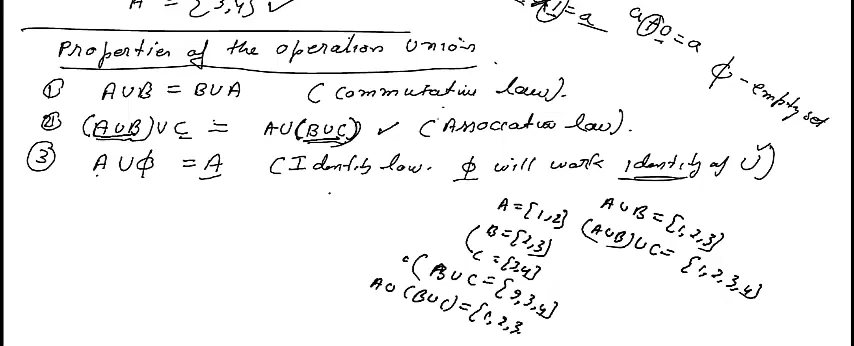 A = {3,4} ✓
= a
a + 0 = a
φ - empty set
Properties of the operation union
① A∪B = B∪A (Commutative law).
② (A∪B)∪C = A∪(B∪C) ✓ (Associative law).
③ A∪φ = A (Identity law. φ will work identity of ∪)
A = {1,2}
B = {2,3}
C = {3,4}
A∪B = {1,2,3}
(A∪B)∪C = {1,2,3,4}
(B∪C = {2,3,4}
A∪(B∪C) = {1,2,3